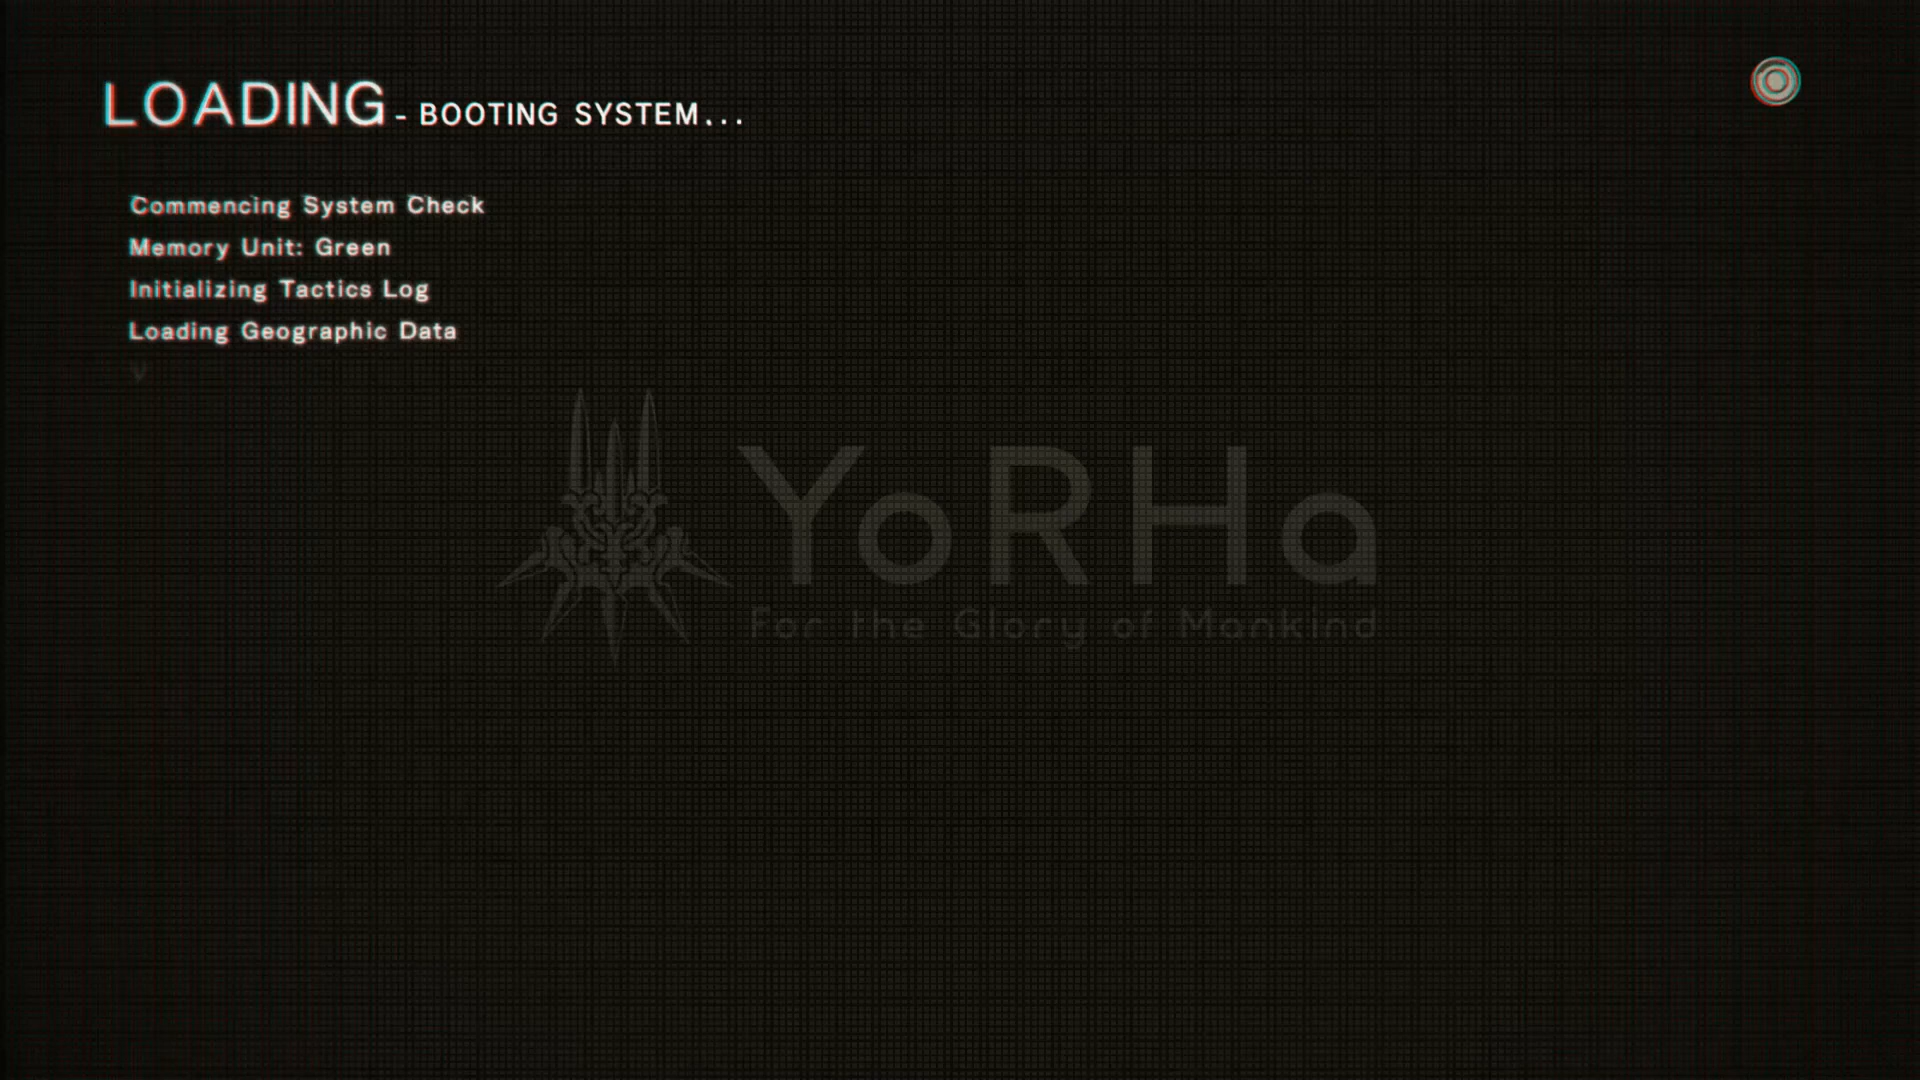 LOADING - BOOTING SYSTEM...
Commencing System Check
Memory Unit: Green
Initializing Tactics Log
Loading Geographic Data
V
YoRHa
For the Glory of Mankind